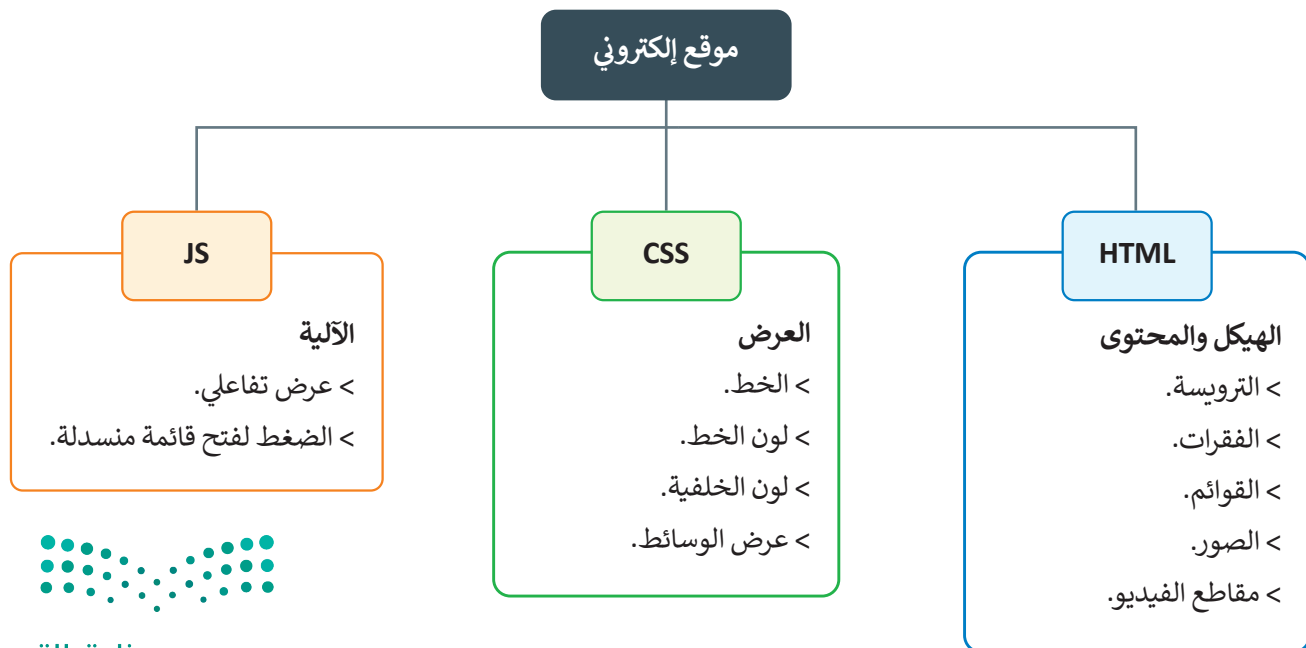 موقع إلكتروني
HTML
الهيكل والمحتوى
> الترويسة.
> الفقرات.
> القوائم.
> الصور.
> مقاطع الفيديو.
CSS
العرض
> الخط.
> لون الخط.
> لون الخلفية.
> عرض الوسائط.
JS
الآلية
> عرض تفاعلي.
> الضغط لفتح قائمة منسدلة.